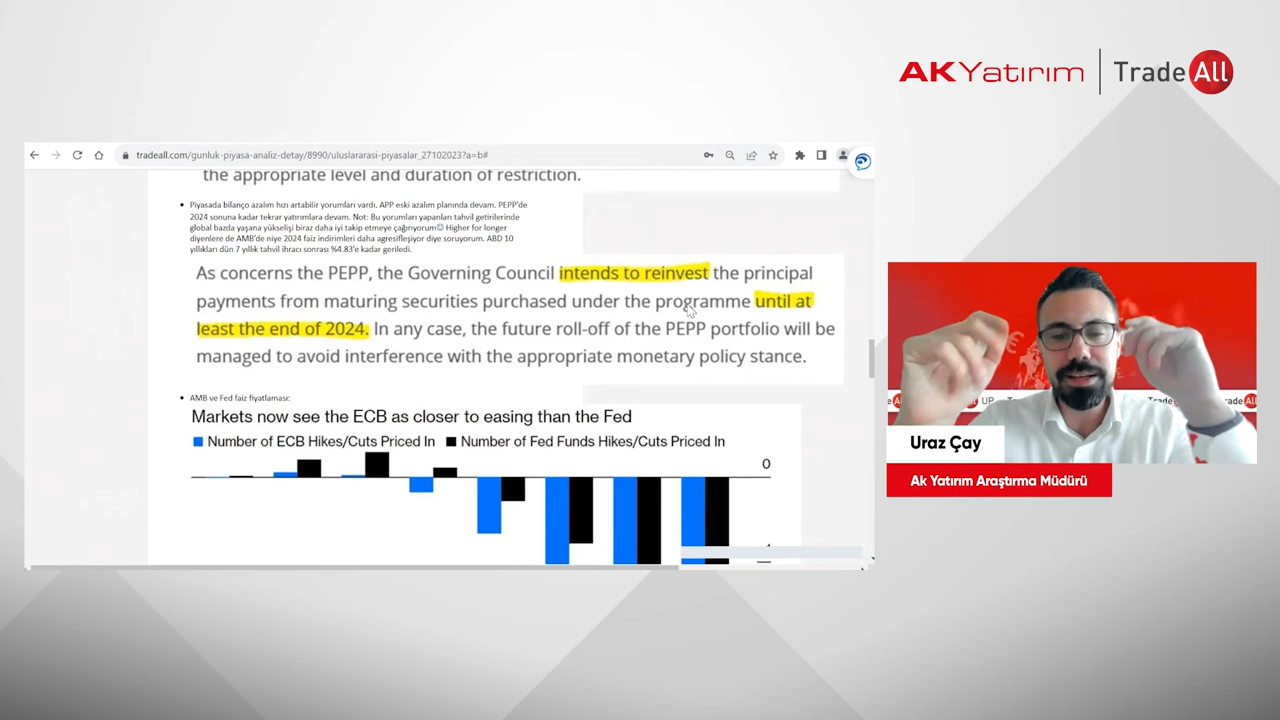 AKYatırım
TradeAll
tradeall.com/gunluk-piyasa-analiz-detay/8990/uluslararasi-piyasalar_27102023?a=b#
the appropriate level and duration of restriction.
• Piyasada bilanço azalım hızı artabilir yorumları vardı. APP eski azalım planında devam. PEPP'de
2024 sonuna kadar tekrar yatırımlara devam. Not: Bu yorumları yapanları tahvil getirilerinde
global bazda yaşana yükselişi biraz daha iyi takip etmeye çağırıyorum☺ Higher for longer
diyenlere de AMB'de niye 2024 faiz indirimleri daha agresifleşiyor diye soruyorum. ABD 10
yıllıkları dün 7 yıllık tahvil ihracı sonrası %4.83'e kadar geriledi.
As concerns the PEPP, the Governing Council intends to reinvest the principal
payments from maturing securities purchased under the programme until at
least the end of 2024. In any case, the future roll-off of the PEPP portfolio will be
managed to avoid interference with the appropriate monetary policy stance.
• AMB ve Fed faiz fiyatlaması:
Markets now see the ECB as closer to easing than the Fed
Number of ECB Hikes/Cuts Priced In Number of Fed Funds Hikes/Cuts Priced In
0
UP
Uraz Çay
Ak Yatırım Araştırma Müdürü